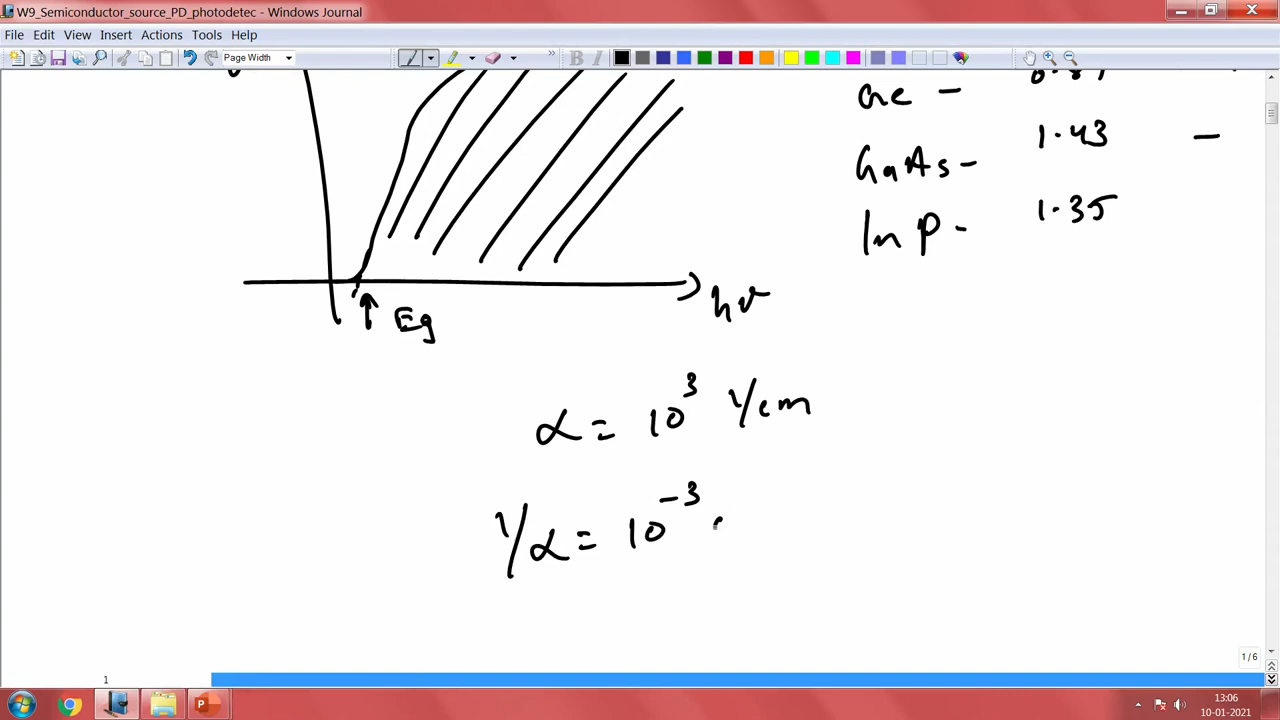 W9_Semiconductor_source_PD_photodetec - Windows Journal
File Edit View Insert Actions Tools Help
Page Width
Ge -
GaAs - 1.43 -
InP - 1.35
hν
Eg
α = 10³ 1/cm
1/α = 10⁻³
1/6
1
13:06
10-01-2021